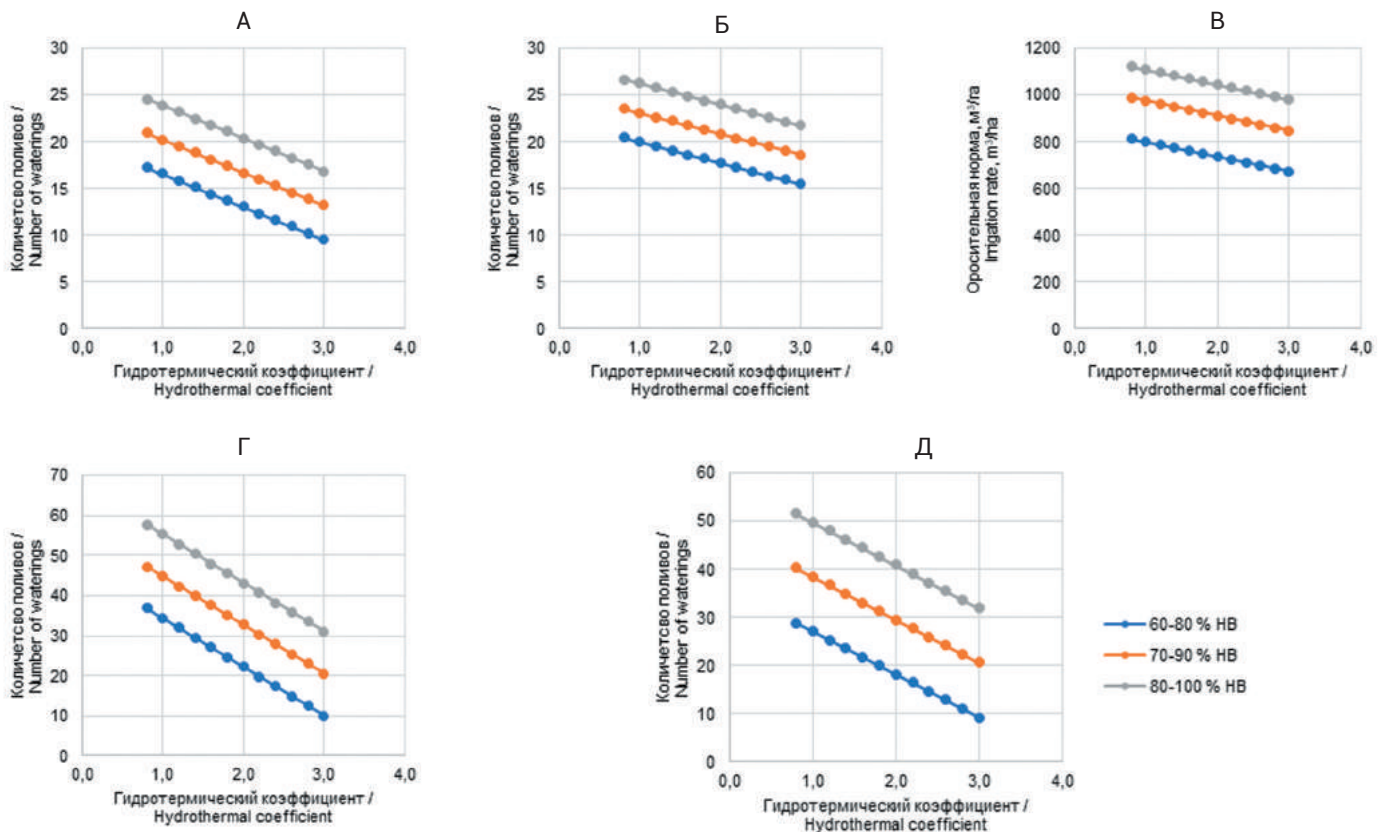 А
30
25
20
15
10
5
0
0,0 1,0 2,0 3,0 4,0
Количетсво поливов /
Number of waterings
Гидротермический коэффициент /
Hydrothermal coefficient
Б
30
25
20
15
10
5
0
0,0 1,0 2,0 3,0 4,0
Количетсво поливов /
Number of waterings
Гидротермический коэффициент /
Hydrothermal coefficient
В
1200
1000
800
600
400
200
0
0,0 1,0 2,0 3,0 4,0
Оросительная норма, м³/га
Irrigation rate, m³/ha
Гидротермический коэффициент /
Hydrothermal coefficient
Г
70
60
50
40
30
20
10
0
0,0 1,0 2,0 3,0 4,0
Количетсво поливов /
Number of waterings
Гидротермический коэффициент /
Hydrothermal coefficient
Д
60
50
40
30
20
10
0
0,0 1,0 2,0 3,0 4,0
Количетсво поливов /
Number of waterings
Гидротермический коэффициент /
Hydrothermal coefficient
60-80 % НВ
70-90 % НВ
80-100 % НВ